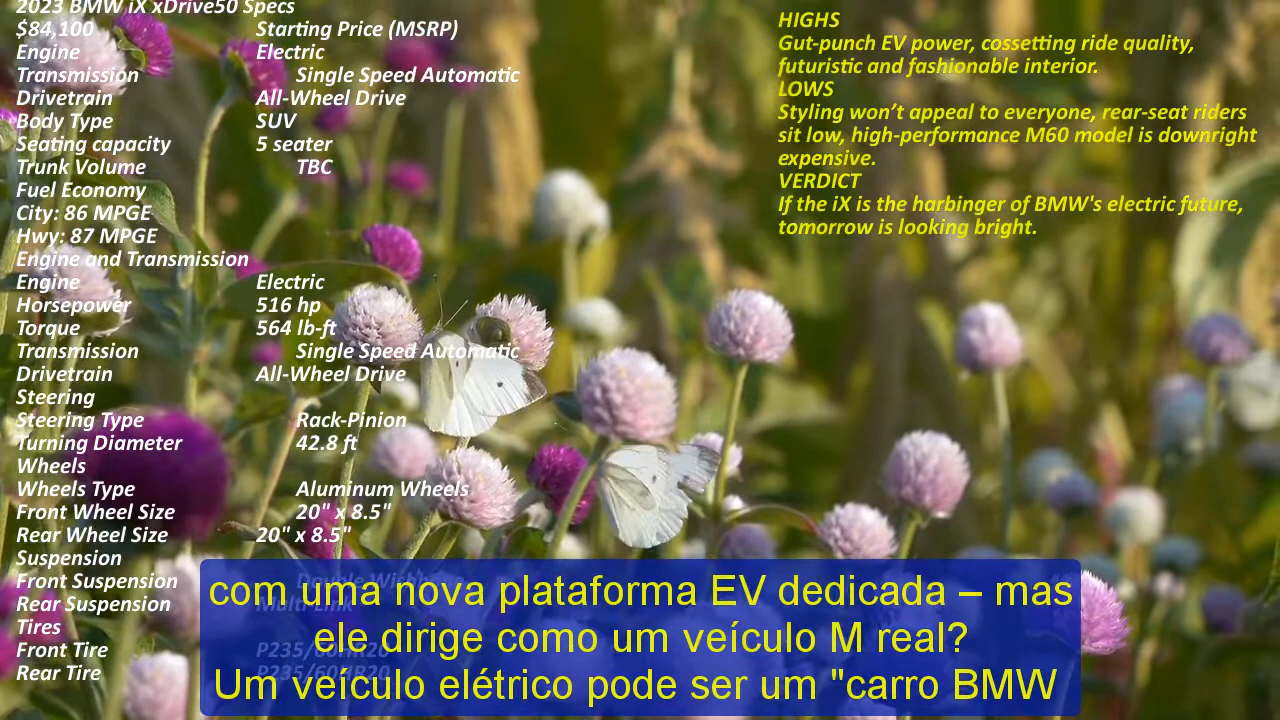 2023 BMW iX xDrive50 Specs
$84,100 Starting Price (MSRP)
Engine Electric
Transmission Single Speed Automatic
Drivetrain All-Wheel Drive
Body Type SUV
Seating capacity 5 seater
Trunk Volume TBC
Fuel Economy
City: 86 MPGE
Hwy: 87 MPGE
Engine and Transmission
Engine Electric
Horsepower 516 hp
Torque 564 lb-ft
Transmission Single Speed Automatic
Drivetrain All-Wheel Drive
Steering
Steering Type Rack-Pinion
Turning Diameter 42.8 ft
Wheels
Wheels Type Aluminum Wheels
Front Wheel Size 20" x 8.5"
Rear Wheel Size 20" x 8.5"
Suspension
Front Suspension Double
Rear Suspension Multi-Link
Tires
Front Tire
Rear Tire P235/60HR20
HIGHS
Gut-punch EV power, cossetting ride quality,
futuristic and fashionable interior.
LOWS
Styling won’t appeal to everyone, rear-seat riders
sit low, high-performance M60 model is downright
expensive.
VERDICT
If the iX is the harbinger of BMW's electric future,
tomorrow is looking bright.
com uma nova plataforma EV dedicada – mas
ele dirige como um veículo M real?
Um veículo elétrico pode ser um "carro BMW